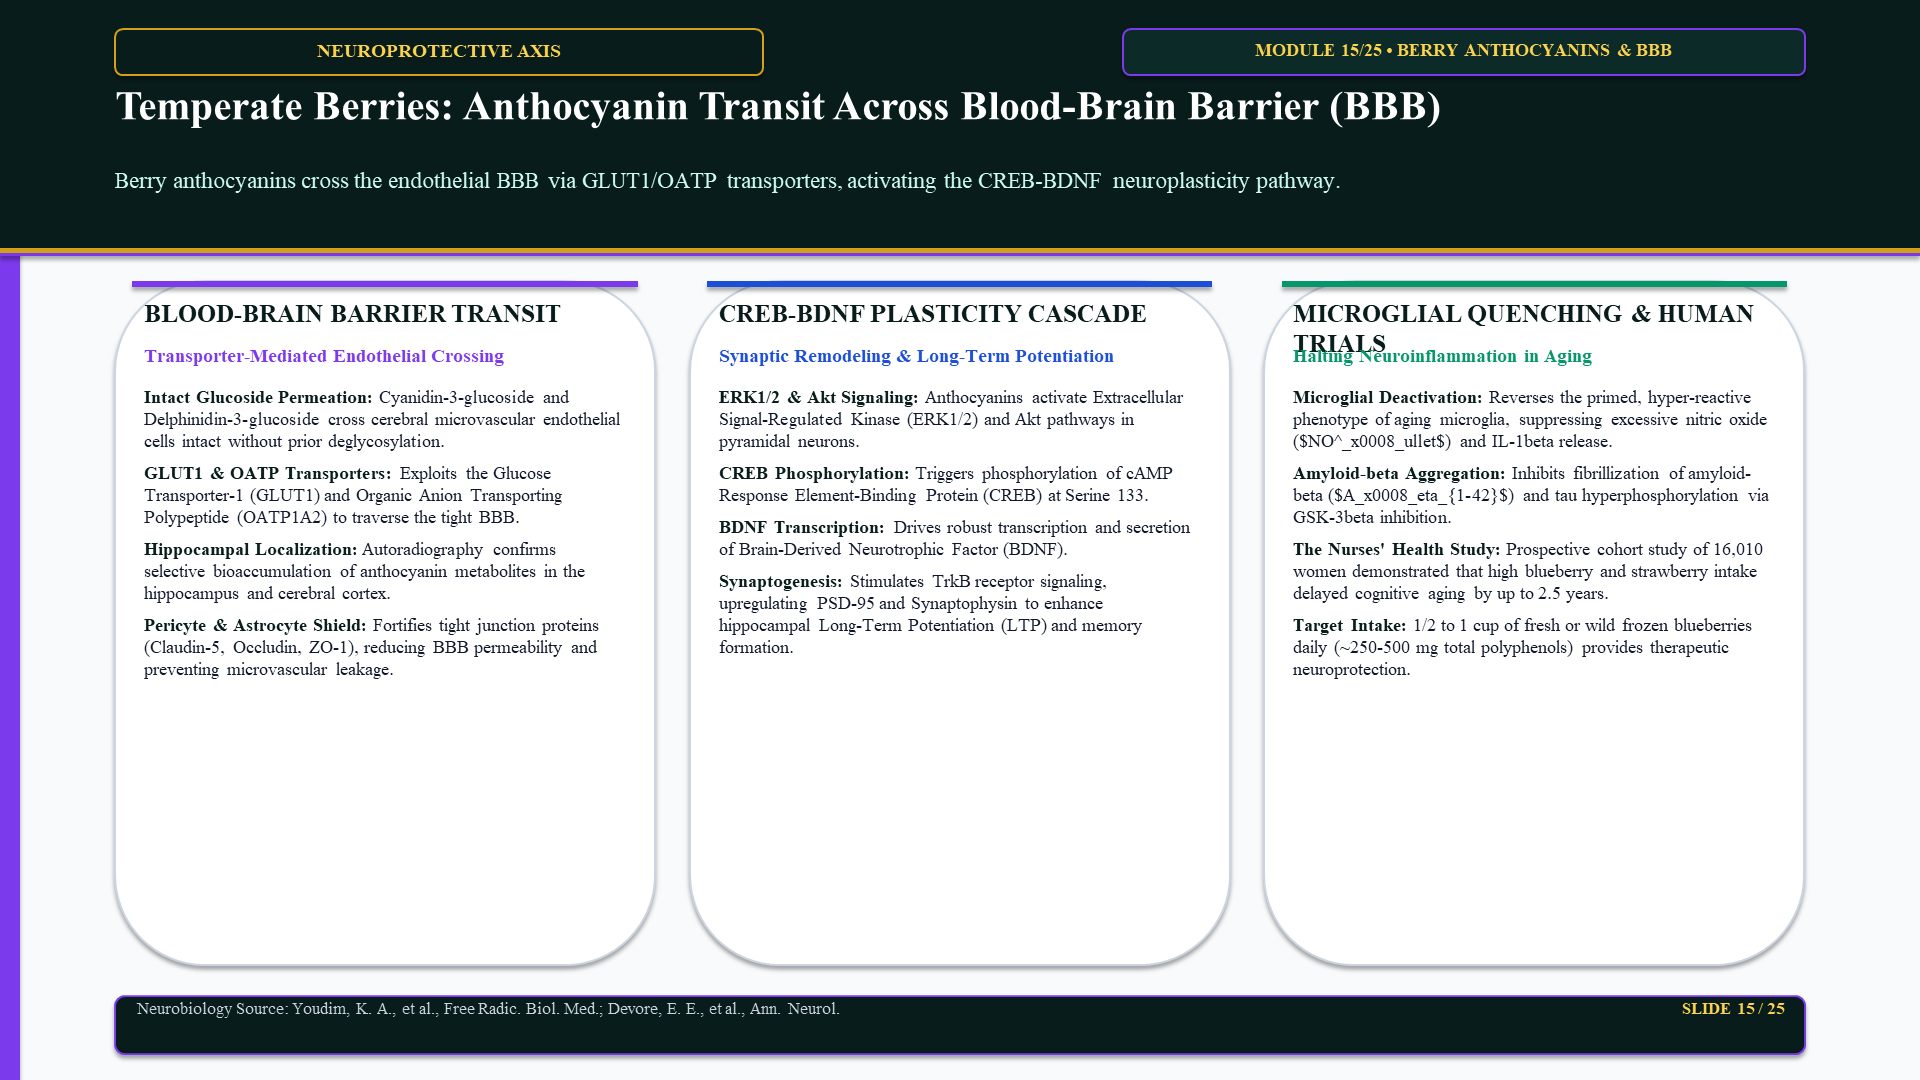 NEUROPROTECTIVE AXIS
MODULE 15/25 • BERRY ANTHOCYANINS & BBB
Temperate Berries: Anthocyanin Transit Across Blood-Brain Barrier (BBB)
Berry anthocyanins cross the endothelial BBB via GLUT1/OATP transporters, activating the CREB-BDNF neuroplasticity pathway.
BLOOD-BRAIN BARRIER TRANSIT
Transporter-Mediated Endothelial Crossing
Intact Glucoside Permeation: Cyanidin-3-glucoside and
Delphinidin-3-glucoside cross cerebral microvascular endothelial
cells intact without prior deglycosylation.
GLUT1 & OATP Transporters: Exploits the Glucose
Transporter-1 (GLUT1) and Organic Anion Transporting
Polypeptide (OATP1A2) to traverse the tight BBB.
Hippocampal Localization: Autoradiography confirms
selective bioaccumulation of anthocyanin metabolites in the
hippocampus and cerebral cortex.
Pericyte & Astrocyte Shield: Fortifies tight junction proteins
(Claudin-5, Occludin, ZO-1), reducing BBB permeability and
preventing microvascular leakage.
CREB-BDNF PLASTICITY CASCADE
Synaptic Remodeling & Long-Term Potentiation
ERK1/2 & Akt Signaling: Anthocyanins activate Extracellular
Signal-Regulated Kinase (ERK1/2) and Akt pathways in
pyramidal neurons.
CREB Phosphorylation: Triggers phosphorylation of cAMP
Response Element-Binding Protein (CREB) at Serine 133.
BDNF Transcription: Drives robust transcription and secretion
of Brain-Derived Neurotrophic Factor (BDNF).
Synaptogenesis: Stimulates TrkB receptor signaling,
upregulating PSD-95 and Synaptophysin to enhance
hippocampal Long-Term Potentiation (LTP) and memory
formation.
MICROGLIAL QUENCHING & HUMAN
TRIALS
Halting Neuroinflammation in Aging
Microglial Deactivation: Reverses the primed, hyper-reactive
phenotype of aging microglia, suppressing excessive nitric oxide
($NO^_x0008_ullet$) and IL-1beta release.
Amyloid-beta Aggregation: Inhibits fibrillization of amyloid-
beta ($A_x0008_eta_{1-42}$) and tau hyperphosphorylation via
GSK-3beta inhibition.
The Nurses' Health Study: Prospective cohort study of 16,010
women demonstrated that high blueberry and strawberry intake
delayed cognitive aging by up to 2.5 years.
Target Intake: 1/2 to 1 cup of fresh or wild frozen blueberries
daily (~250-500 mg total polyphenols) provides therapeutic
neuroprotection.
Neurobiology Source: Youdim, K. A., et al., Free Radic. Biol. Med.; Devore, E. E., et al., Ann. Neurol.
SLIDE 15 / 25